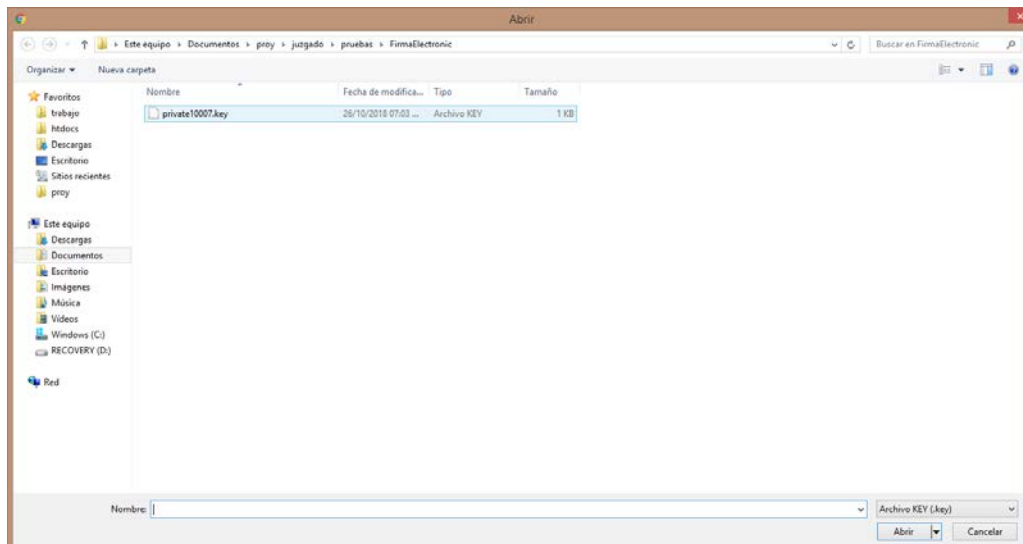 Abrir
Este equipo Documentos proy juzgado pruebas FirmaElectronic
Buscar en FirmaElectronic
Organizar Nueva carpeta
Nombre Fecha de modifica... Tipo Tamaño
private10007.key 26/10/2018 07:03 ... Archivo KEY 1 KB
Favoritos
trabajo
htdocs
Descargas
Escritorio
Sitios recientes
proy
Este equipo
Descargas
Documentos
Escritorio
Imágenes
Música
Vídeos
Windows (C:)
RECOVERY (D:)
Red
Nombre:
Archivo KEY (.key)
Abrir Cancelar